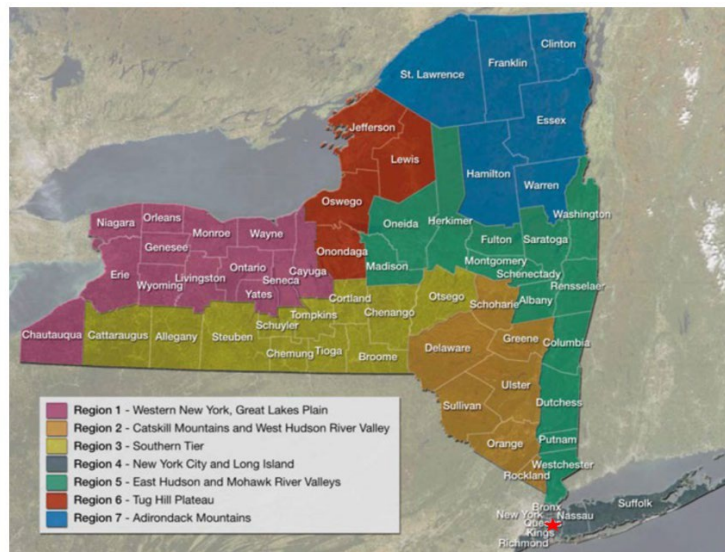 Clinton
Franklin
St. Lawrence
Essex
Jefferson
Lewis
Hamilton
Warren
Oswego
Washington
Oneida
Herkimer
Niagara
Orleans
Monroe
Wayne
Fulton
Saratoga
Genesee
Onondaga
Madison
Montgomery
Schenectady
Erie
Wyoming
Livingston
Ontario
Seneca
Cayuga
Yates
Rensselaer
Albany
Otsego
Schoharie
Cortland
Chenango
Tompkins
Schuyler
Chautauqua
Cattaraugus
Allegany
Steuben
Chemung
Tioga
Broome
Delaware
Greene
Columbia
Ulster
Sullivan
Dutchess
Orange
Putnam
Rockland
Westchester
Bronx
New York
Nassau
Suffolk
Kings
Richmond
Region 1 - Western New York, Great Lakes Plain
Region 2 - Catskill Mountains and West Hudson River Valley
Region 3 - Southern Tier
Region 4 - New York City and Long Island
Region 5 - East Hudson and Mohawk River Valleys
Region 6 - Tug Hill Plateau
Region 7 - Adirondack Mountains